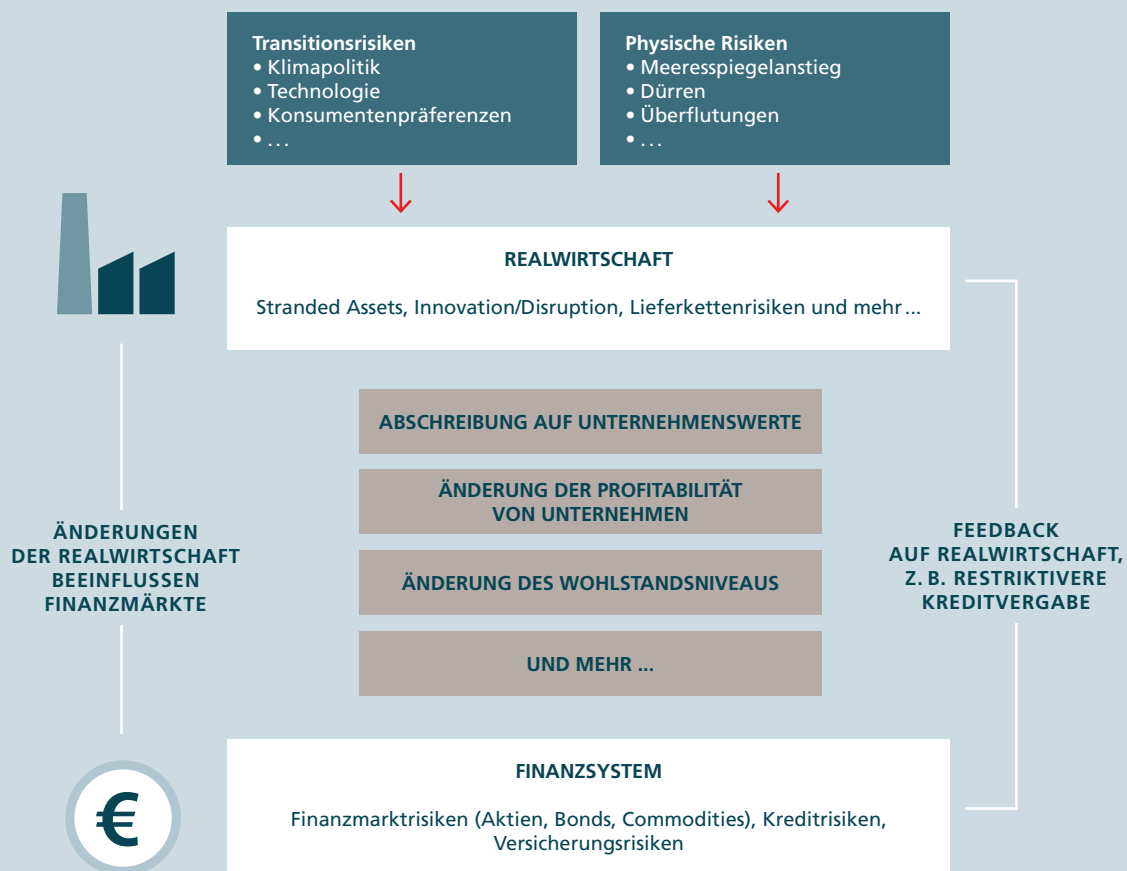 Transitionsrisiken
• Klimapolitik
• Technologie
• Konsumentenpräferenzen
• ...
Physische Risiken
• Meeresspiegelanstieg
• Dürren
• Überflutungen
• ...
REALWIRTSCHAFT
Stranded Assets, Innovation/Disruption, Lieferkettenrisiken und mehr ...
ABSCHREIBUNG AUF UNTERNEHMENSWERTE
ÄNDERUNG DER PROFITABILITÄT
VON UNTERNEHMEN
ÄNDERUNG DES WOHLSTANDSNIVEAUS
UND MEHR ...
ÄNDERUNGEN
DER REALWIRTSCHAFT
BEEINFLUSSEN
FINANZMÄRKTE
FEEDBACK
AUF REALWIRTSCHAFT,
Z. B. RESTRIKTIVERE
KREDITVERGABE
€
FINANZSYSTEM
Finanzmarktrisiken (Aktien, Bonds, Commodities), Kreditrisiken,
Versicherungsrisiken